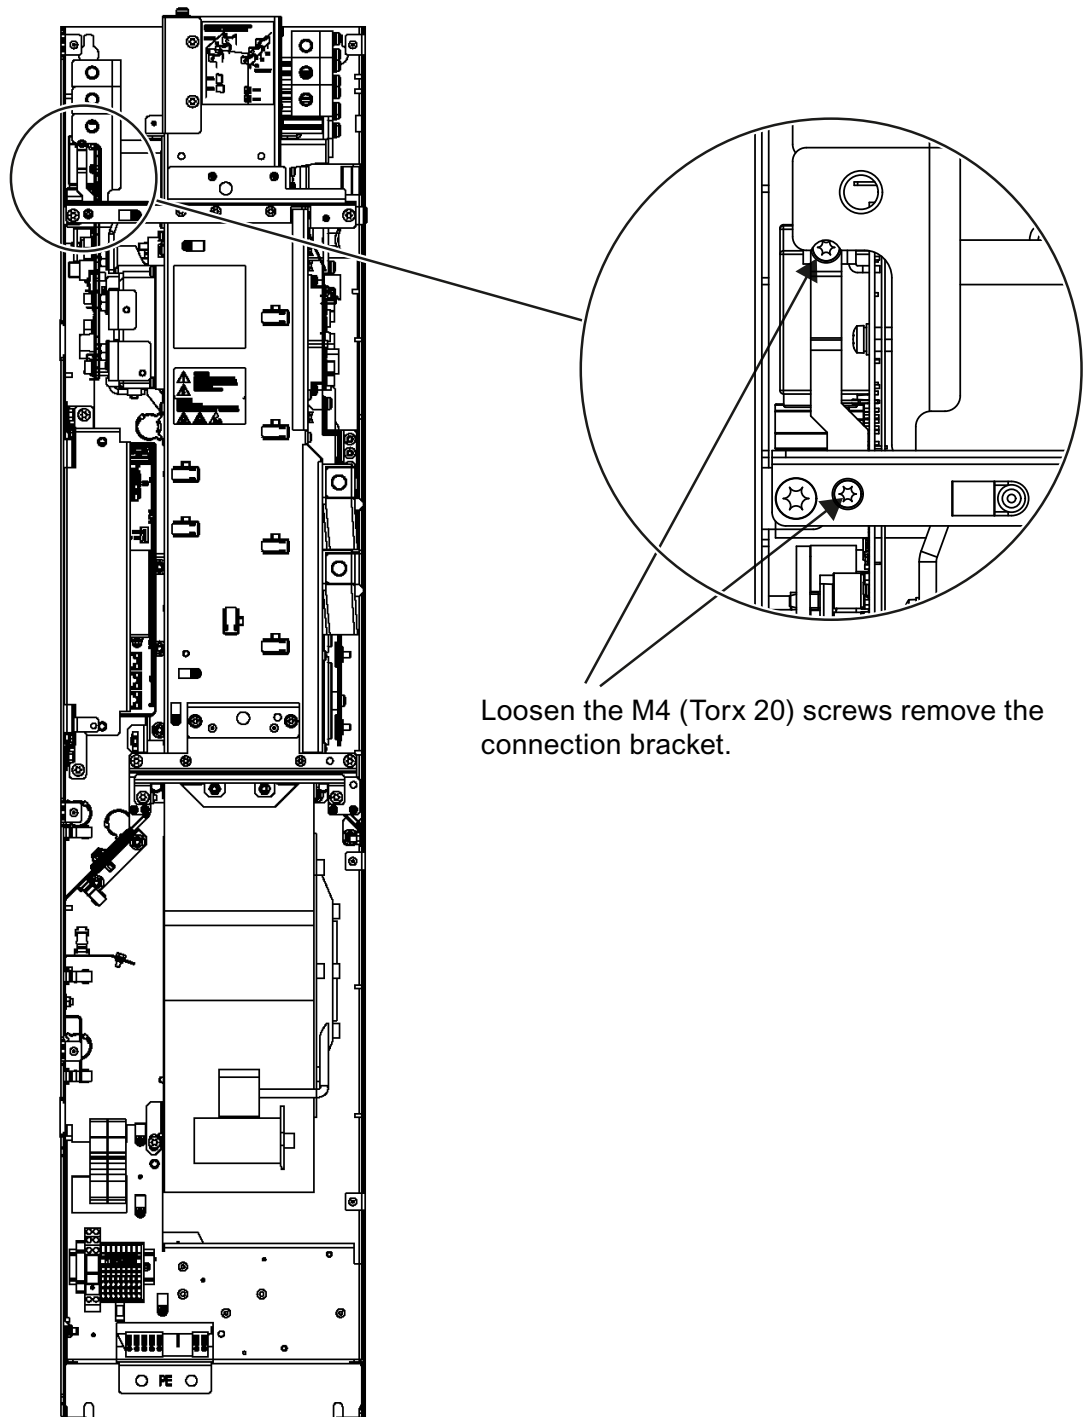 Loosen the M4 (Torx 20) screws remove the
connection bracket.
PE